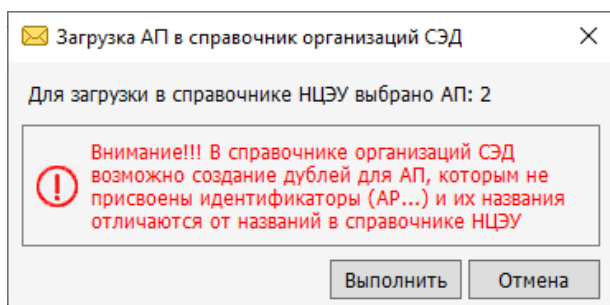 Загрузка АП в справочник организаций СЭД
Для загрузки в справочнике НЦЭУ выбрано АП: 2
Внимание!!! В справочнике организаций СЭД
возможно создание дублей для АП, которым не
присвоены идентификаторы (АР...) и их названия
отличаются от названий в справочнике НЦЭУ
Выполнить Отмена